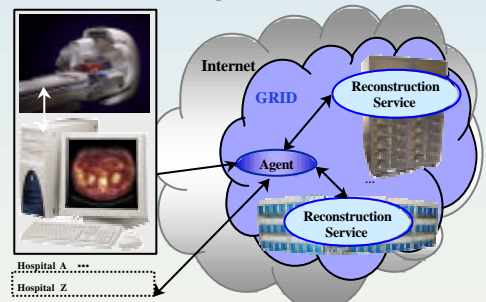 Internet
GRID
Reconstruction
Service
Agent
...
Reconstruction
Service
Hospital A ...
Hospital Z